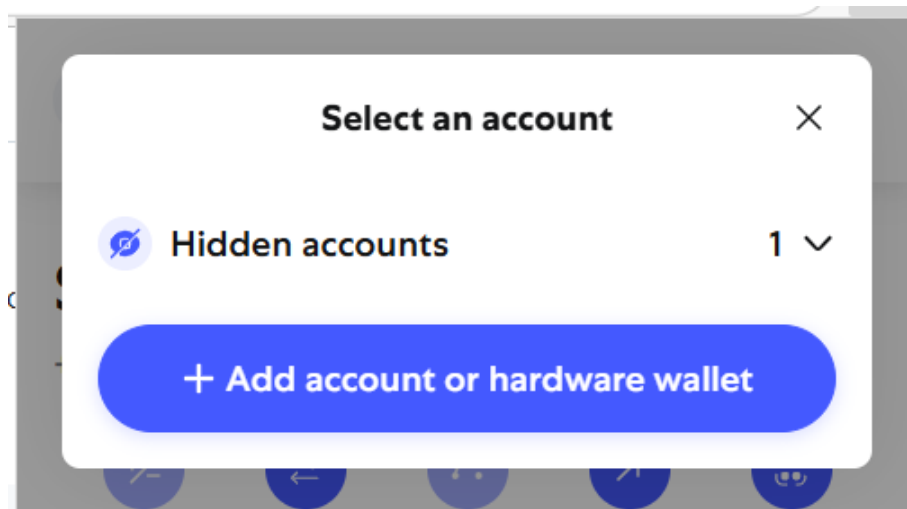 Select an account
Hidden accounts 1
+ Add account or hardware wallet